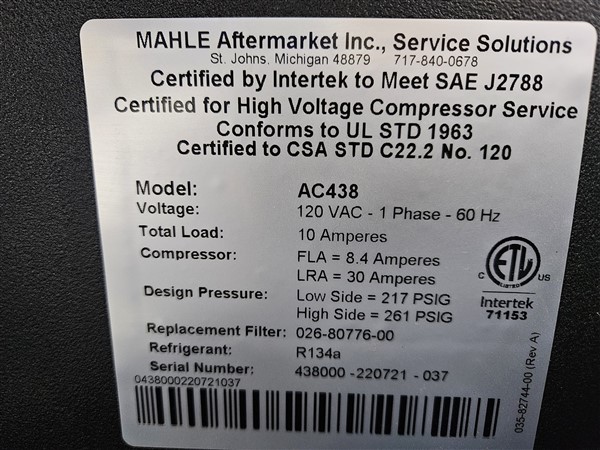 MAHLE Aftermarket Inc., Service Solutions
St. Johns, Michigan 48879 717-840-0678
Certified by Intertek to Meet SAE J2788
Certified for High Voltage Compressor Service
Conforms to UL STD 1963
Certified to CSA STD C22.2 No. 120
Model: AC438
Voltage: 120 VAC - 1 Phase - 60 Hz
Total Load: 10 Amperes
Compressor: FLA = 8.4 Amperes
LRA = 30 Amperes
Design Pressure: Low Side = 217 PSIG
High Side = 261 PSIG
Replacement Filter: 026-80776-00
Refrigerant: R134a
Serial Number: 438000 -220721 - 037
0438000220721037
C ETL US
LISTED
Intertek
71153
035-82744-00 (Rev A)